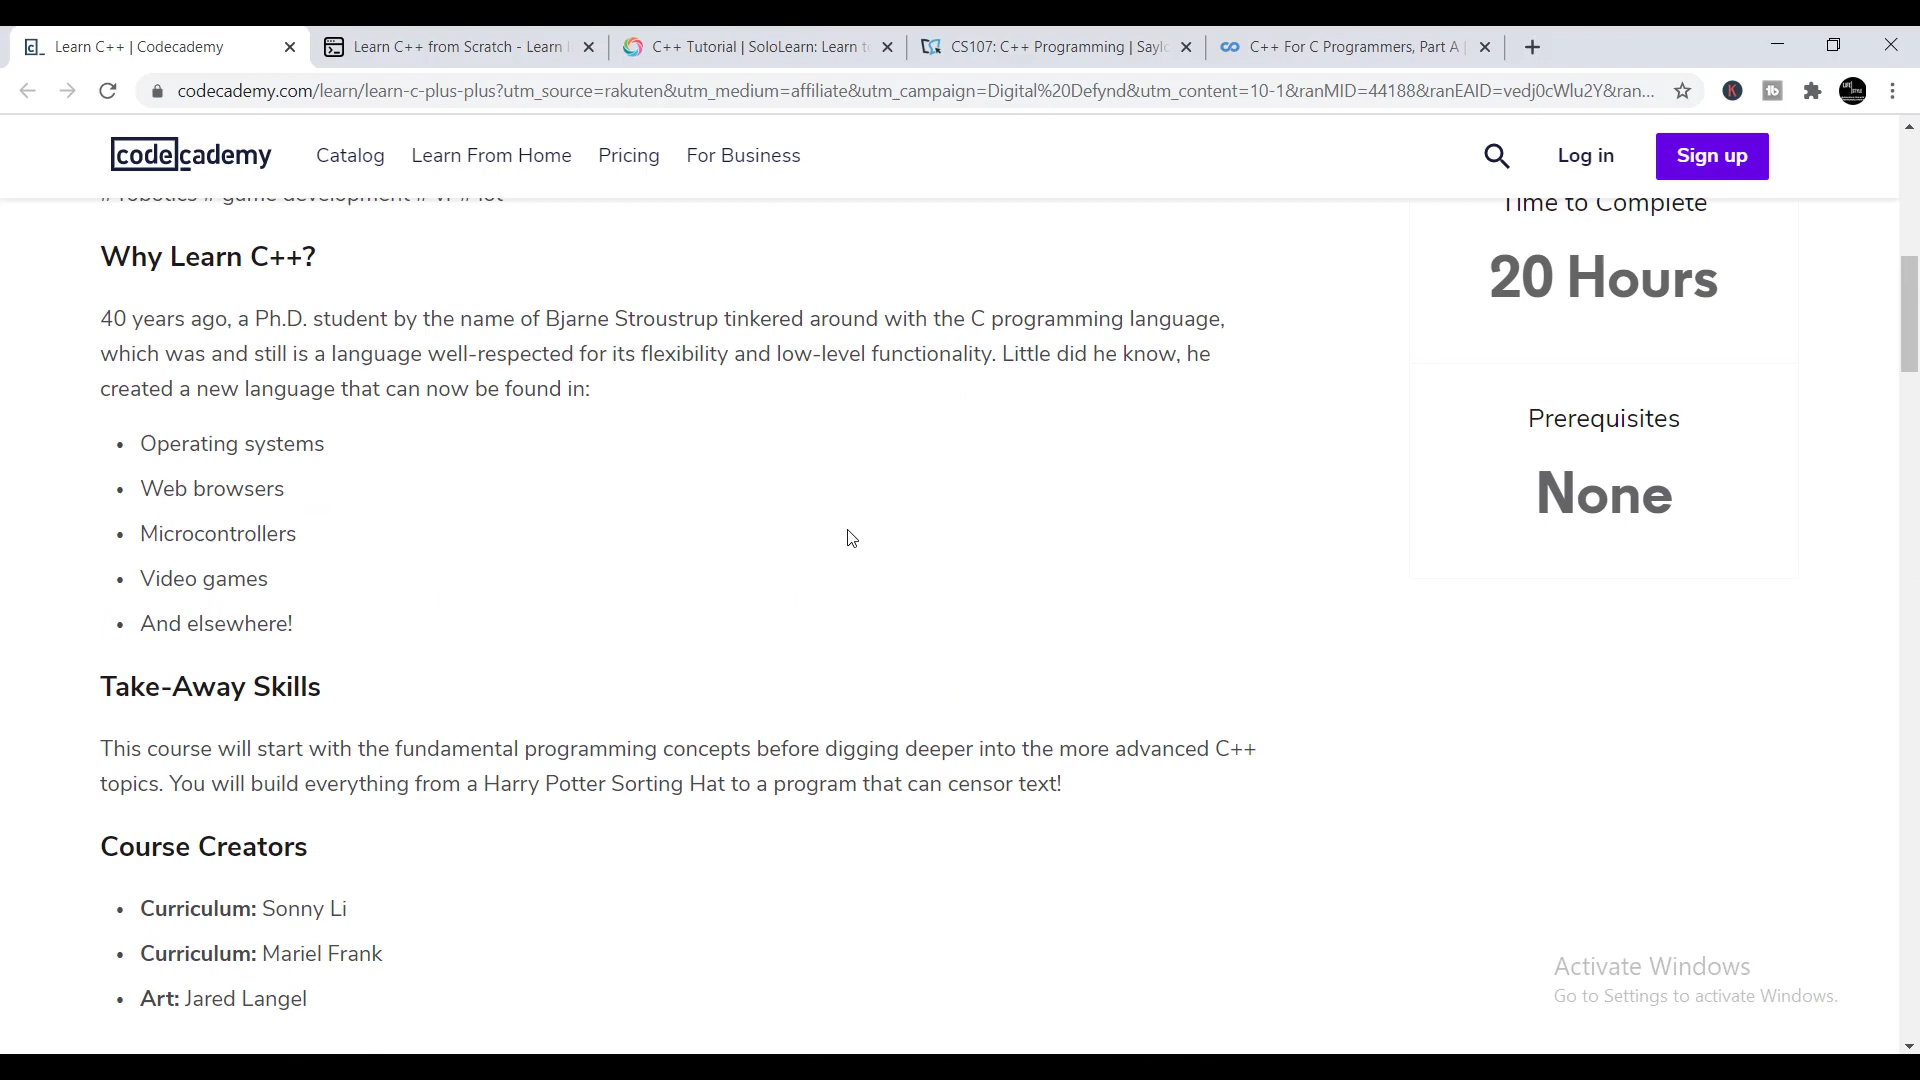 Learn C++ | Codecademy
Learn C++ from Scratch - Learn
C++ Tutorial | SoloLearn: Learn t
CS107: C++ Programming | Sayl
C++ For C Programmers, Part A |
codecademy.com/learn/learn-c-plus-plus?utm_source=rakuten&utm_medium=affiliate&utm_campaign=Digital%20Defynd&utm_content=10-1&ranMID=44188&ranEAID=vedj0cWlu2Y&ran...
codecademy
Catalog
Learn From Home
Pricing
For Business
Log in
Sign up
# robotics # game development # vr # iot
Time to Complete
20 Hours
Prerequisites
None
Why Learn C++?
40 years ago, a Ph.D. student by the name of Bjarne Stroustrup tinkered around with the C programming language,
which was and still is a language well-respected for its flexibility and low-level functionality. Little did he know, he
created a new language that can now be found in:
• Operating systems
• Web browsers
• Microcontrollers
• Video games
• And elsewhere!
Take-Away Skills
This course will start with the fundamental programming concepts before digging deeper into the more advanced C++
topics. You will build everything from a Harry Potter Sorting Hat to a program that can censor text!
Course Creators
• Curriculum: Sonny Li
• Curriculum: Mariel Frank
• Art: Jared Langel
Activate Windows
Go to Settings to activate Windows.